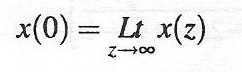 x(0) = Lt x(z)
z→∞